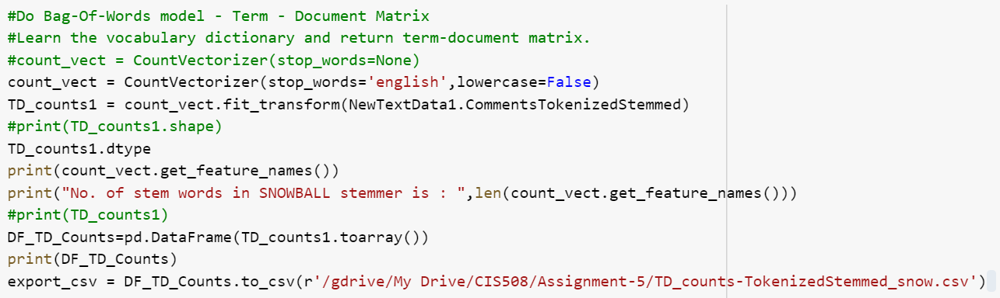 #Do Bag-Of-Words model - Term - Document Matrix
#Learn the vocabulary dictionary and return term-document matrix.
#count_vect = CountVectorizer(stop_words=None)
count_vect = CountVectorizer(stop_words='english',lowercase=False)
TD_counts1 = count_vect.fit_transform(NewTextData1.CommentsTokenizedStemmed)
#print(TD_counts1.shape)
TD_counts1.dtype
print(count_vect.get_feature_names())
print("No. of stem words in SNOWBALL stemmer is : ",len(count_vect.get_feature_names()))
#print(TD_counts1)
DF_TD_Counts=pd.DataFrame(TD_counts1.toarray())
print(DF_TD_Counts)
export_csv = DF_TD_Counts.to_csv(r'/gdrive/My Drive/CIS508/Assignment-5/TD_counts-TokenizedStemmed_snow.csv')